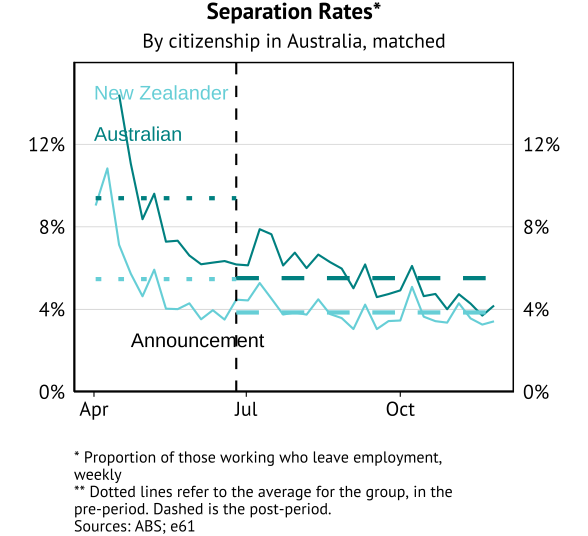 Separation Rates*
By citizenship in Australia, matched
New Zealander
Australian
12%
12%
8%
8%
4%
4%
Announcement
0%
0%
Apr
Jul
Oct
* Proportion of those working who leave employment,
weekly
** Dotted lines refer to the average for the group, in the
pre-period. Dashed is the post-period.
Sources: ABS; e61